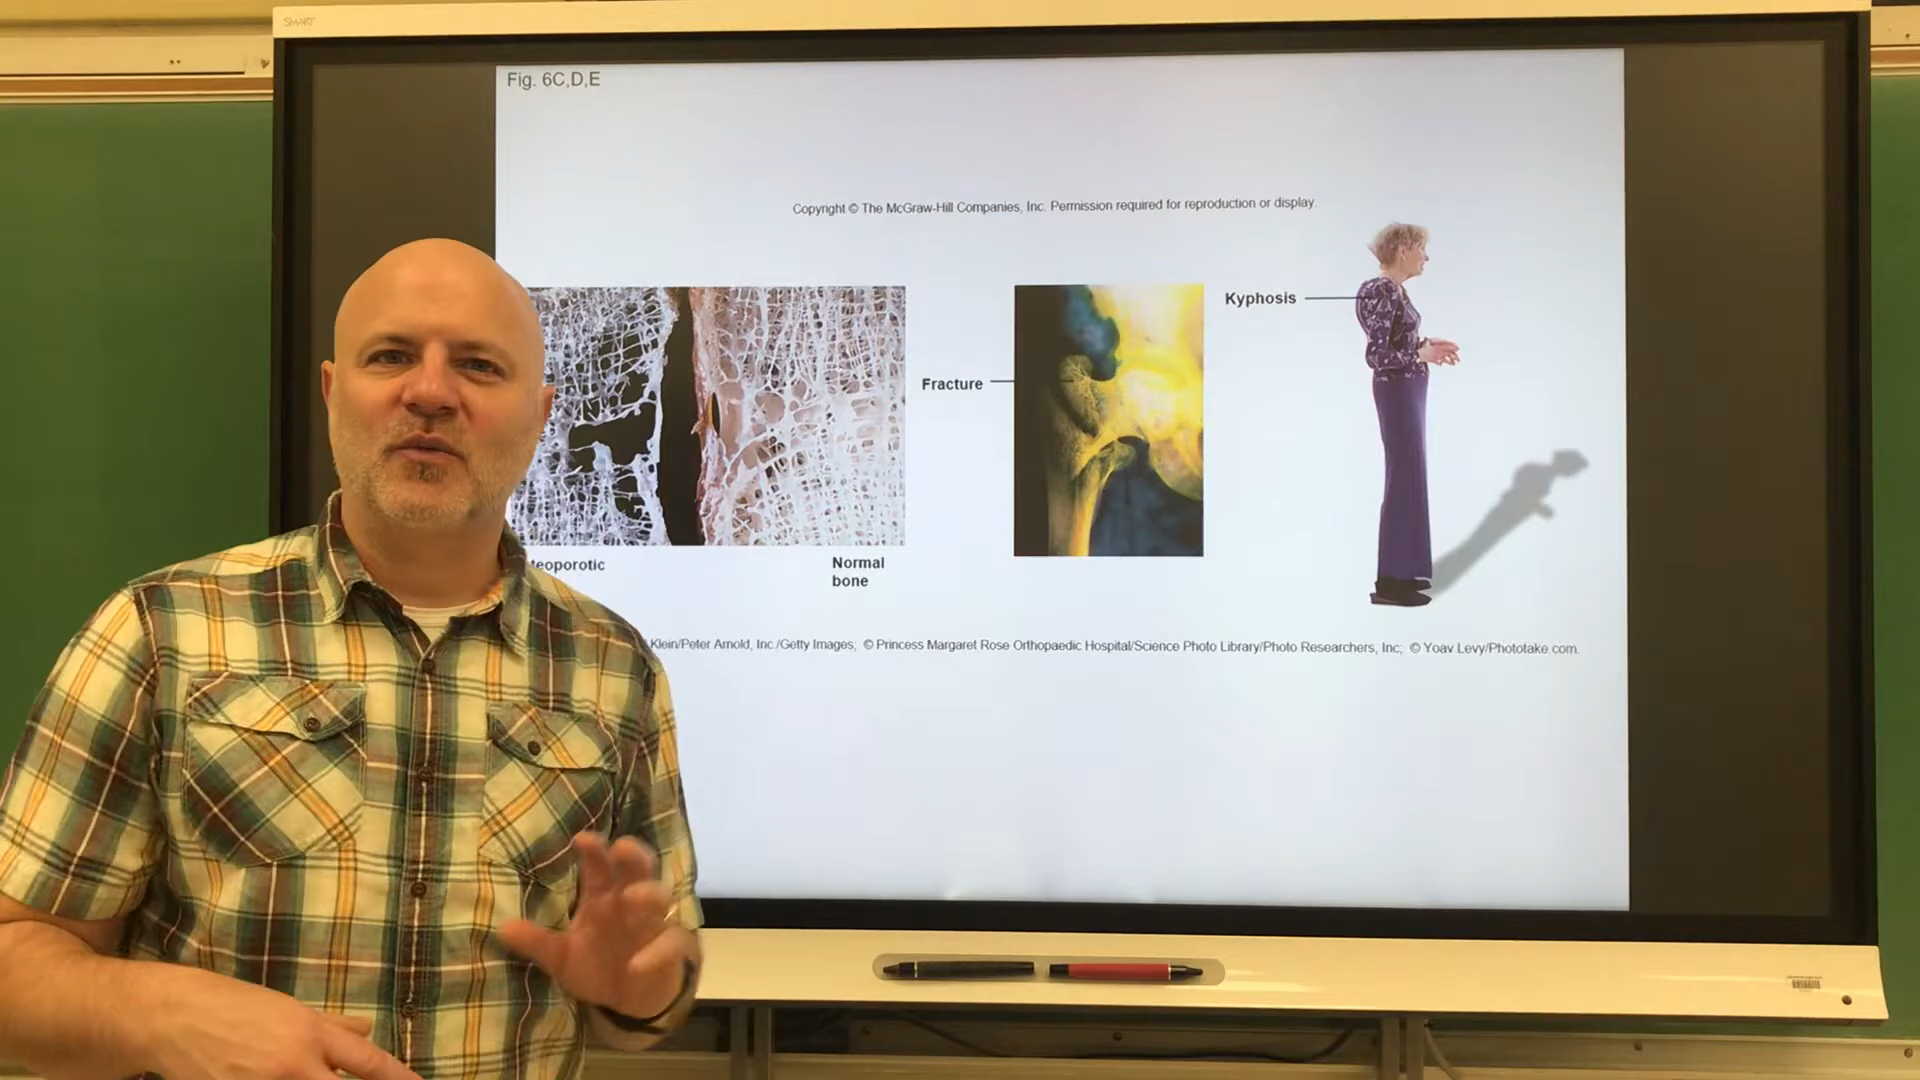 SMART
Fig. 6C,D,E
Copyright © The McGraw-Hill Companies, Inc. Permission required for reproduction or display.
Kyphosis
Fracture
teoporotic
Normal
bone
Klein/Peter Arnold, Inc./Getty Images; © Princess Margaret Rose Orthopaedic Hospital/Science Photo Library/Photo Researchers, Inc; © Yoav Levy/Phototake.com.